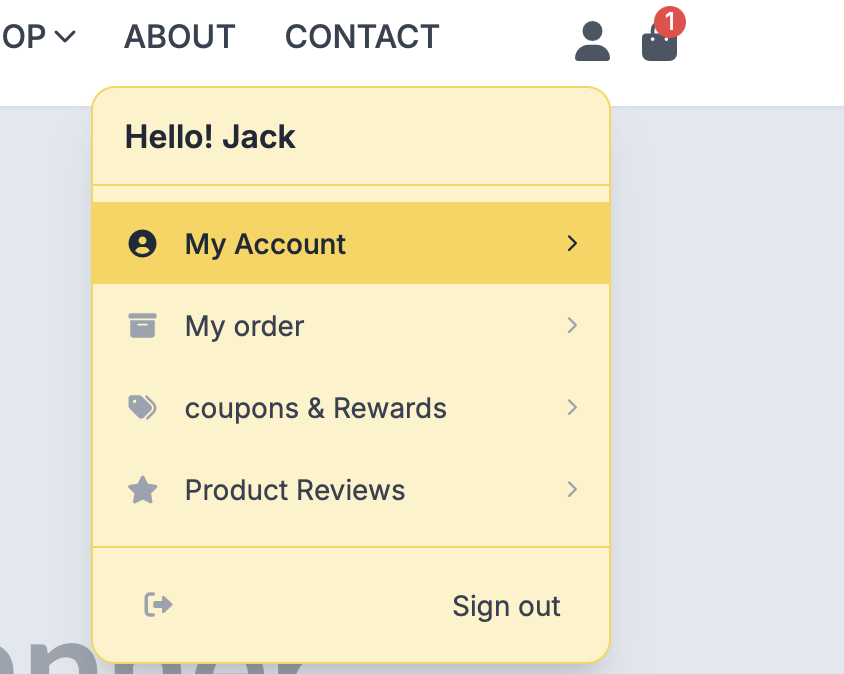 OP ABOUT CONTACT 1
Hello! Jack
My Account
My order
coupons & Rewards
Product Reviews
Sign out